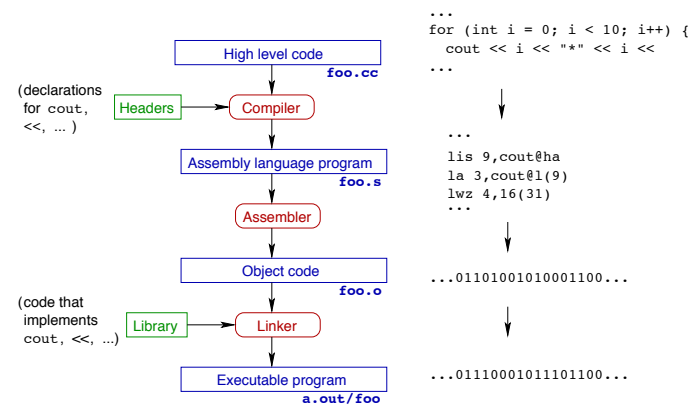 High level code
foo.cc
(declarations
for cout,
<<, ... )
Headers
Compiler
Assembly language program
foo.s
Assembler
Object code
foo.o
(code that
implements
cout, <<, ...)
Library
Linker
Executable program
a.out/foo
...
for (int i = 0; i < 10; i++) {
cout << i << "*" << i <<
...
...
lis 9,cout@ha
la 3,cout@l(9)
lwz 4,16(31)
...
...01101001010001100...
...01110001011101100...